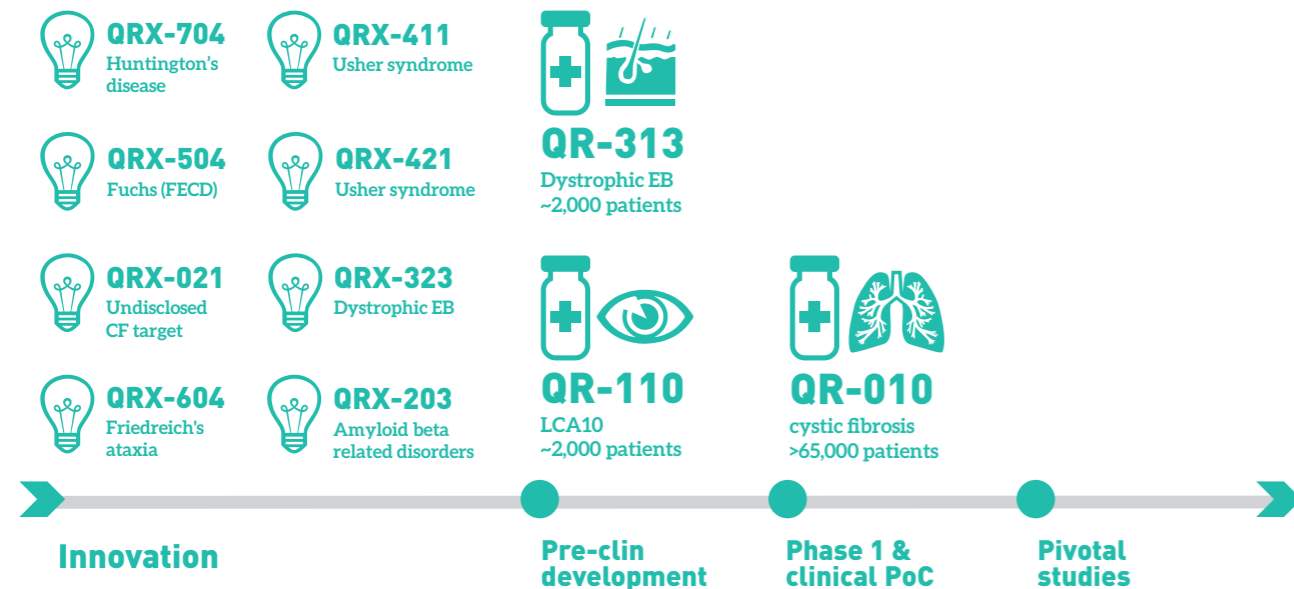 QRX-704
Huntington's
disease
QRX-411
Usher syndrome
QR-313
Dystrophic EB
~2,000 patients
QRX-504
Fuchs (FECD)
QRX-421
Usher syndrome
QRX-021
Undisclosed
CF target
QRX-323
Dystrophic EB
QR-110
LCA10
~2,000 patients
QR-010
cystic fibrosis
>65,000 patients
QRX-604
Friedreich's
ataxia
QRX-203
Amyloid beta
related disorders
Innovation
Pre-clin
development
Phase 1 &
clinical PoC
Pivotal
studies